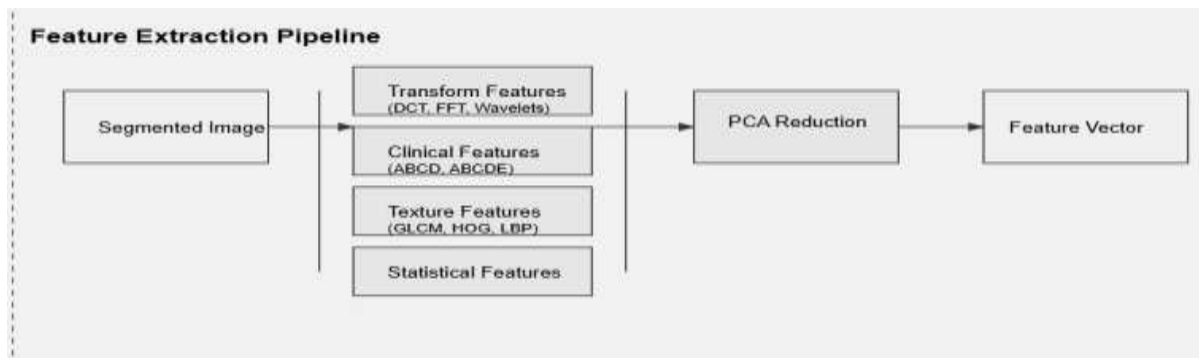 Feature Extraction Pipeline
Segmented Image
Transform Features
(DCT, FFT, Wavelets)
Clinical Features
(ABCD, ABCDE)
Texture Features
(GLCM, HOG, LBP)
Statistical Features
PCA Reduction
Feature Vector